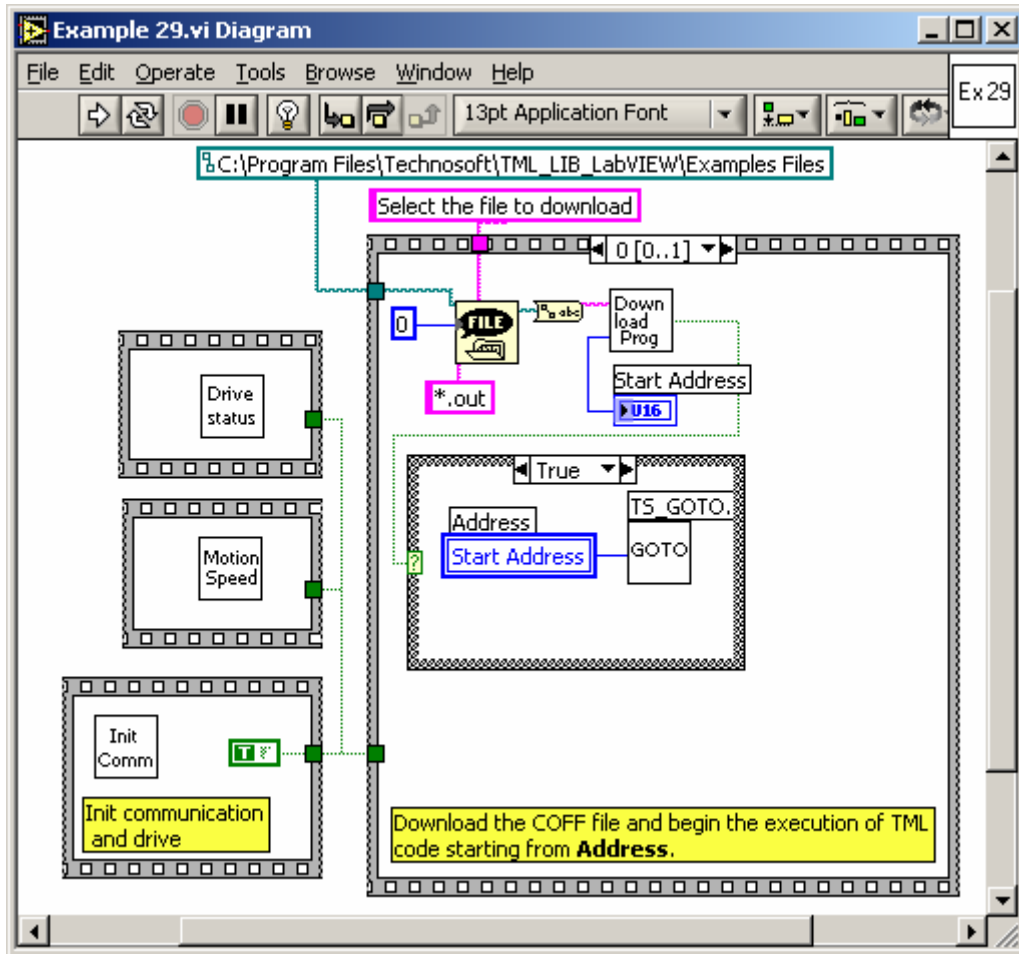 Example 29.vi Diagram
File Edit Operate Tools Browse Window Help
13pt Application Font
Ex 29
C:\Program Files\Technosoft\TML_LIB_LabVIEW\Examples Files
Select the file to download
0 [0..1]
0
FILE
abc
Down
load
Prog
*.out
Start Address
U16
Drive
status
True
Address
Start Address
TS_GOTO.
GOTO
?
Motion
Speed
Init
Comm
T
Init communication
and drive
Download the COFF file and begin the execution of TML
code starting from Address.